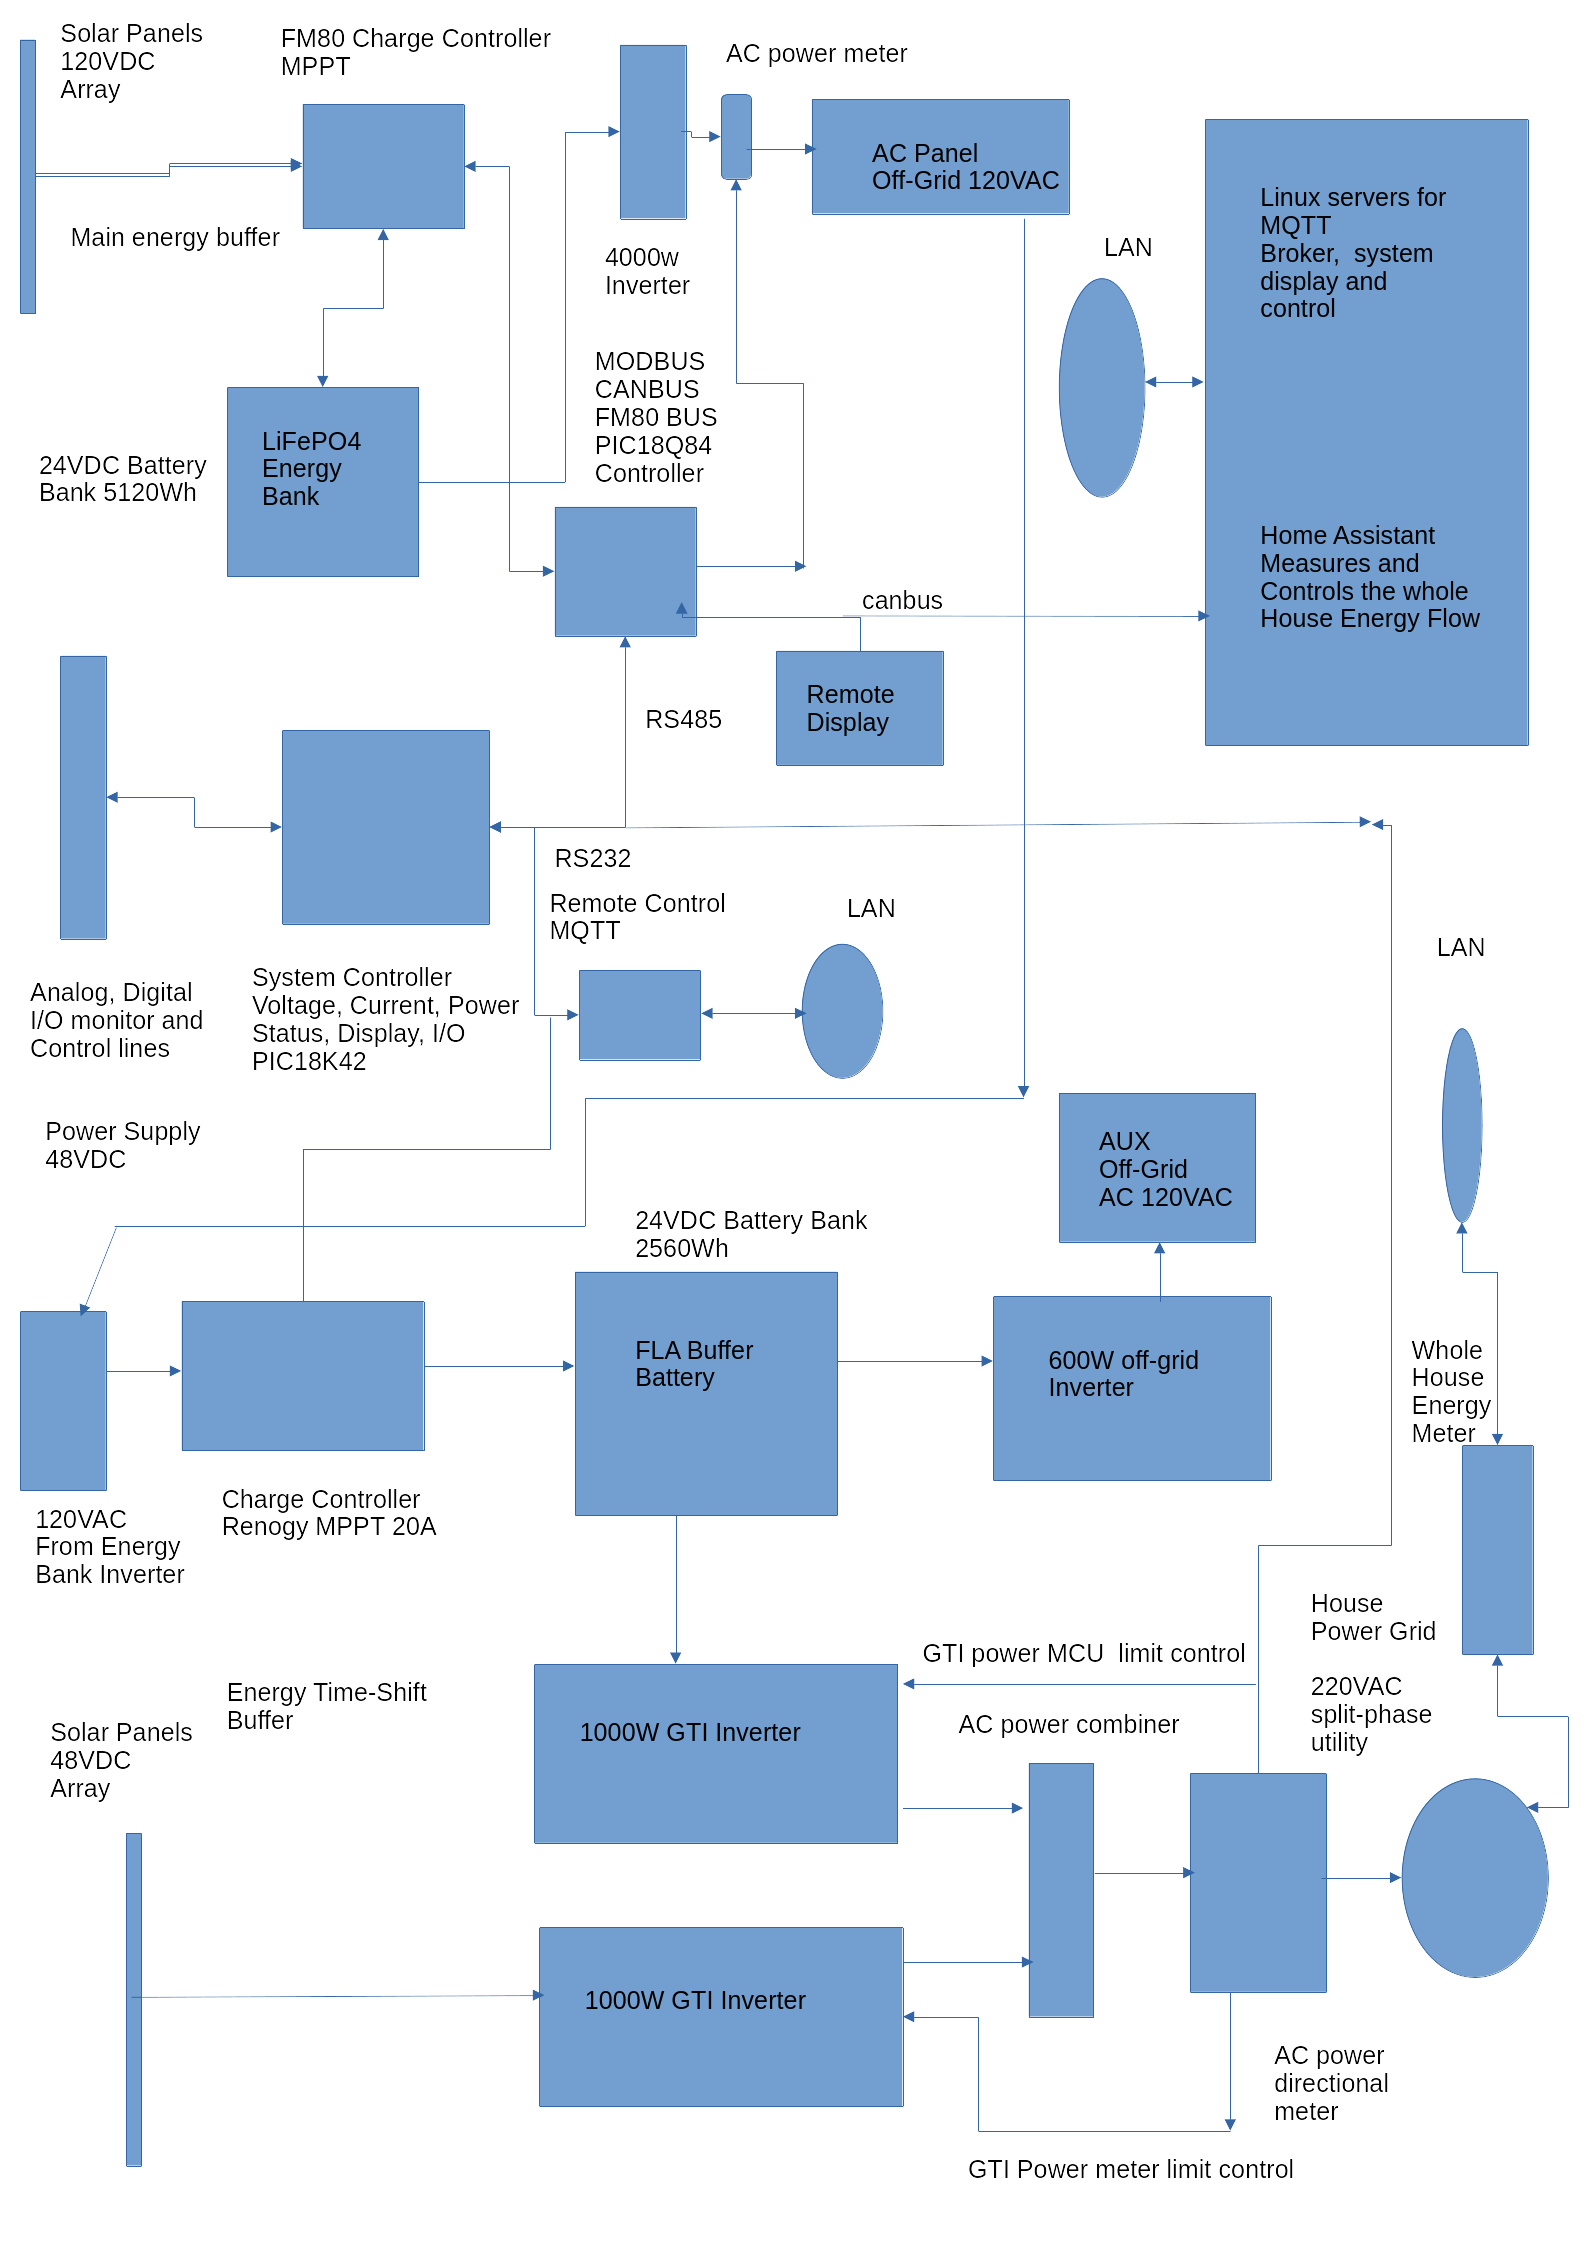 Solar Panels
120VDC
Array
FM80 Charge Controller
MPPT
AC power meter
AC Panel
Off-Grid 120VAC
Main energy buffer
4000w
Inverter
LAN
Linux servers for
MQTT
Broker,  system
display and
control
MODBUS
CANBUS
FM80 BUS
PIC18Q84
Controller
24VDC Battery
Bank 5120Wh
LiFePO4
Energy
Bank
Home Assistant
Measures and
Controls the whole
House Energy Flow
canbus
Remote
Display
RS485
RS232
Remote Control
MQTT
LAN
LAN
Analog, Digital
I/O monitor and
Control lines
System Controller
Voltage, Current, Power
Status, Display, I/O
PIC18K42
Power Supply
48VDC
AUX
Off-Grid
AC 120VAC
24VDC Battery Bank
2560Wh
FLA Buffer
Battery
600W off-grid
Inverter
Whole
House
Energy
Meter
120VAC
From Energy
Bank Inverter
Charge Controller
Renogy MPPT 20A
House
Power Grid
220VAC
split-phase
utility
GTI power MCU  limit control
Energy Time-Shift
Buffer
Solar Panels
48VDC
Array
1000W GTI Inverter
AC power combiner
1000W GTI Inverter
AC power
directional
meter
GTI Power meter limit control